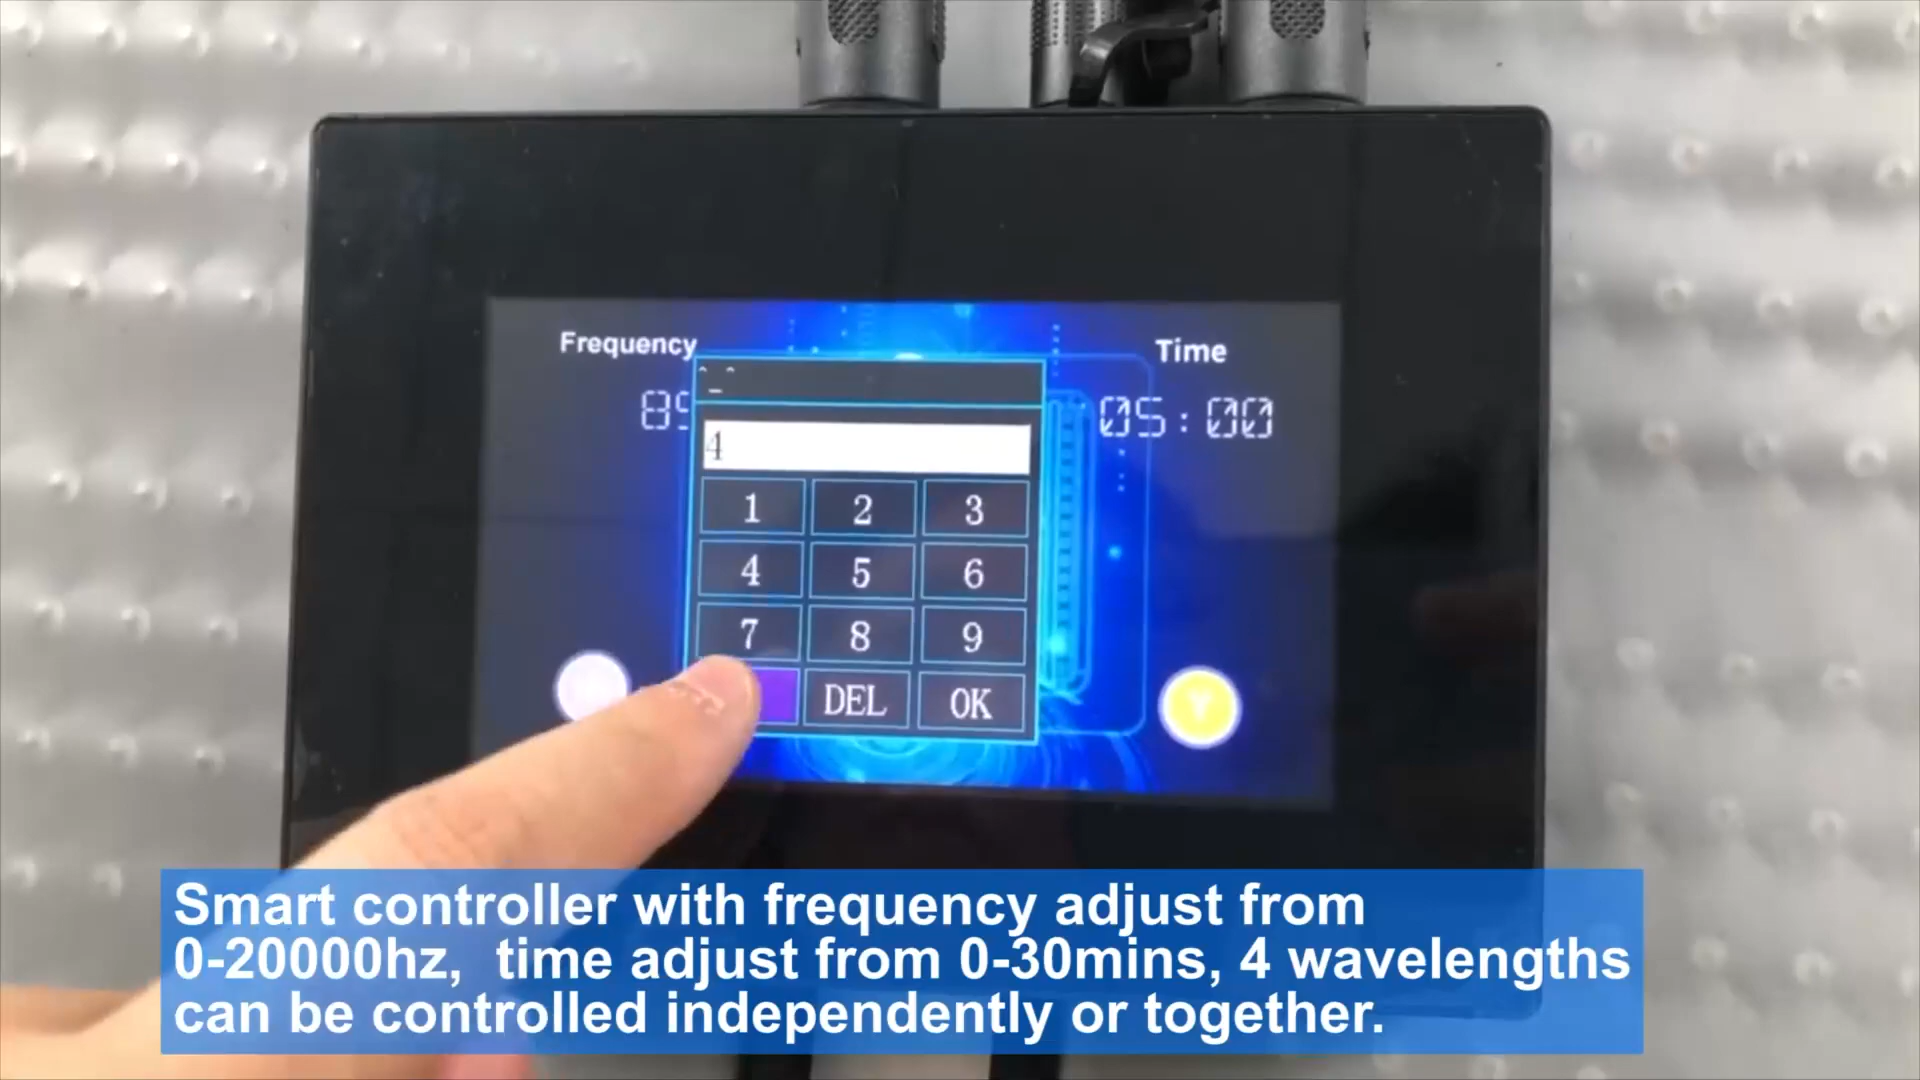 Frequency
Time
05:00
^_^
4
1 2 3
4 5 6
7 8 9
DEL OK
Smart controller with frequency adjust from
0-20000hz, time adjust from 0-30mins, 4 wavelengths
can be controlled independently or together.